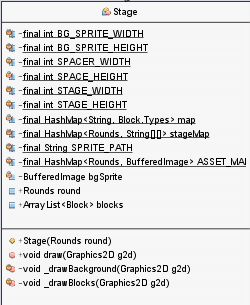 Stage
-final int BG_SPRITE_WIDTH
-final int BG_SPRITE_HEIGHT
-final int SPACER_WIDTH
-final int SPACE_HEIGHT
-final int STAGE_WIDTH
-final int STAGE_HEIGHT
-final HashMap<String, Block.Types> map
-final HashMap<Rounds, String[][]> stageMap
-final String SPRITE_PATH
-final HashMap<Rounds, BufferedImage> ASSET_MA
-BufferedImage bgSprite
+Rounds round
+ArrayList<Block> blocks
+Stage(Rounds round)
+void draw(Graphics2D g2d)
-void _drawBackground(Graphics2D g2d)
-void _drawBlocks(Graphics2D g2d)